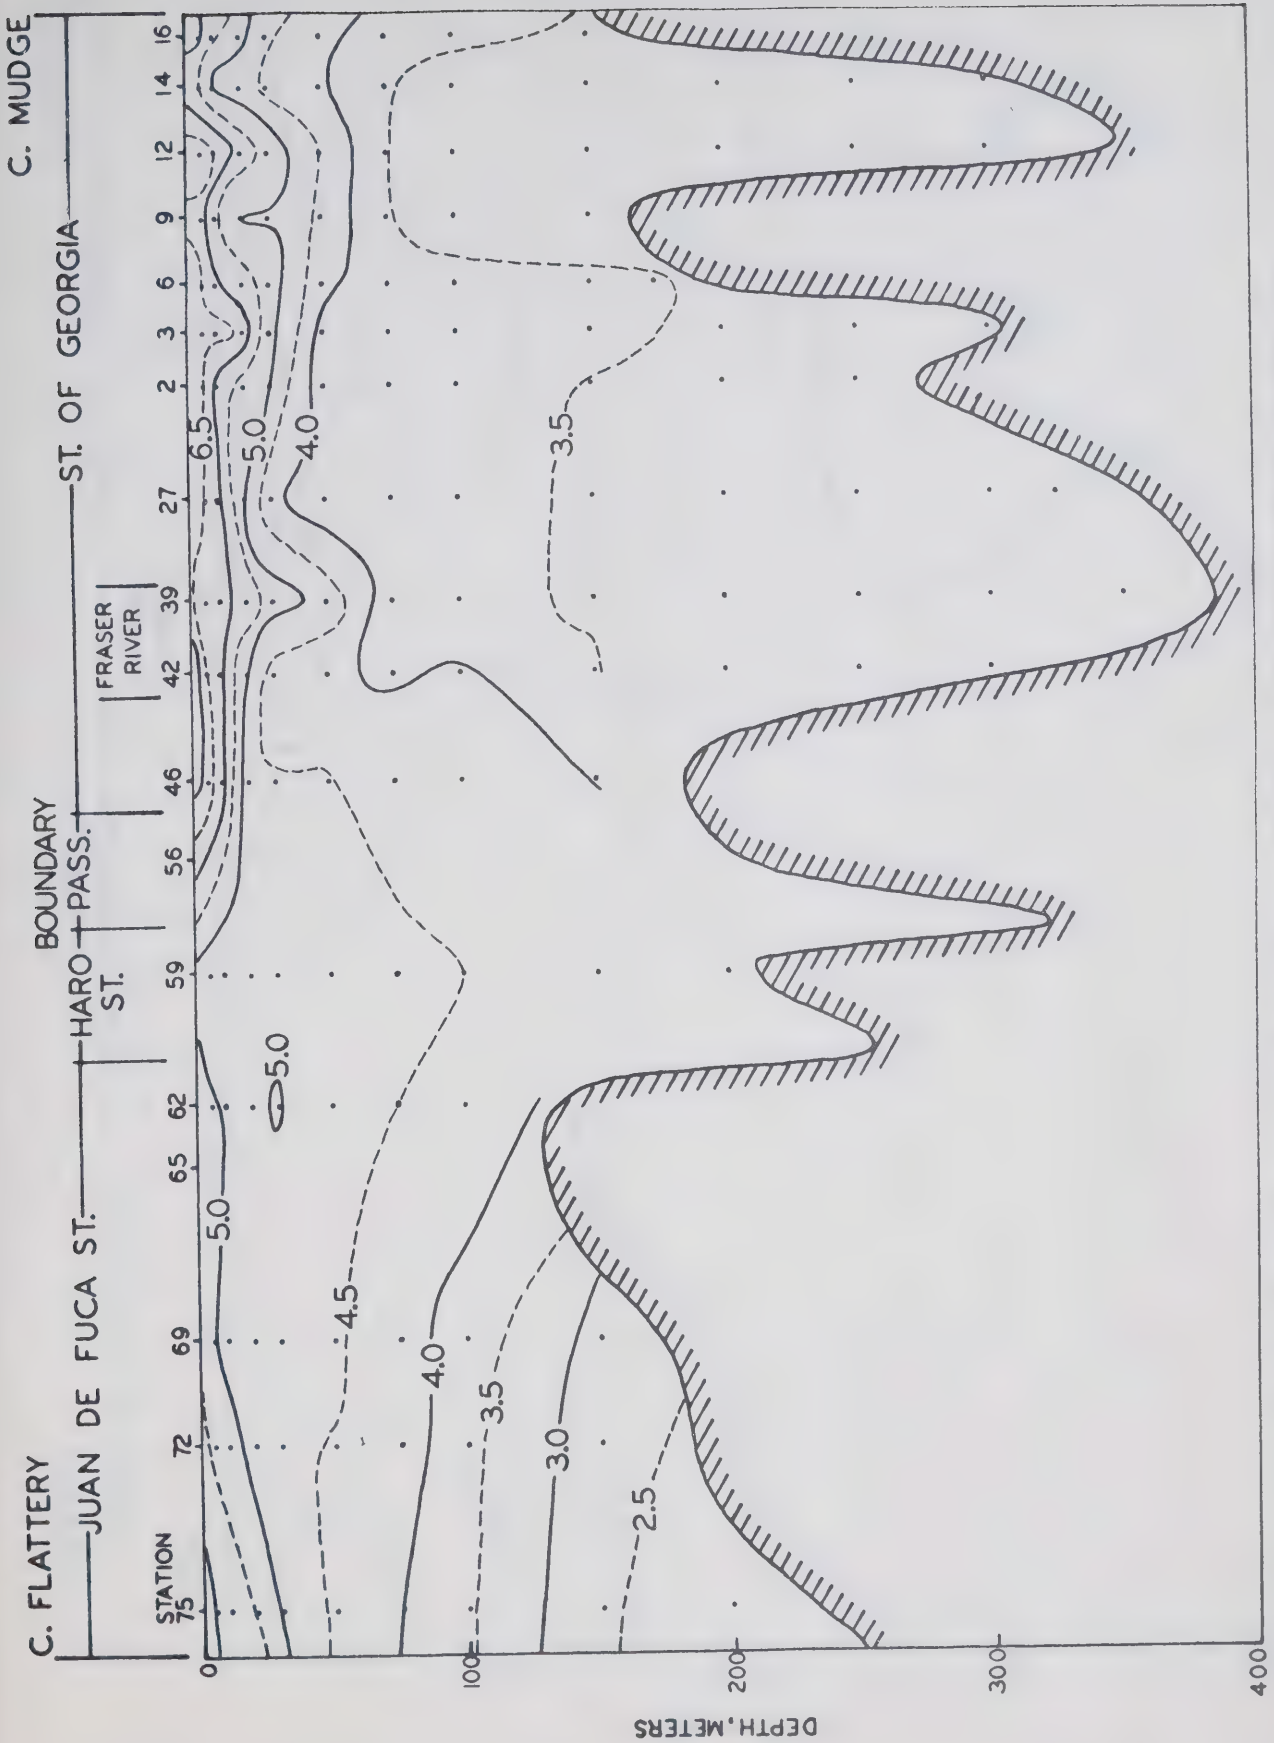 C. FLATTERY
C. MUDGE
JUAN DE FUCA ST.
HARO ST.
BOUNDARY PASS.
ST. OF GEORGIA
FRASER RIVER
STATION
75 72 69 65 62 59 56 46 42 39 27 2 3 6 9 12 14 16
0
100
200
300
400
DEPTH, METERS
5.0
5.0
4.5
4.0
3.5
3.0
2.5
6.5
5.0
4.0
3.5